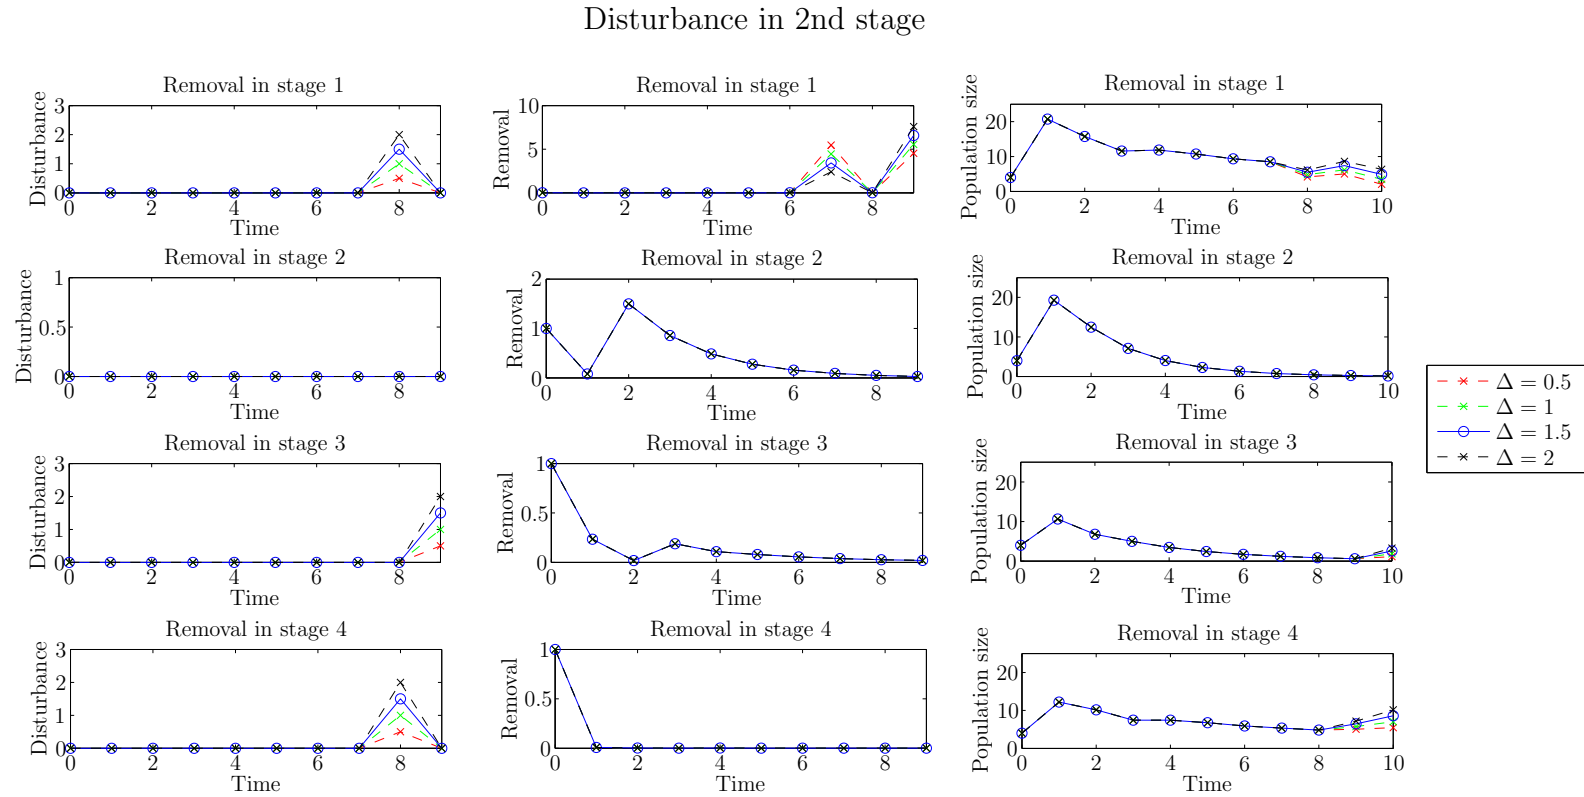 Disturbance in 2nd stage
Removal in stage 1
Disturbance
3
2
1
0
0 2 4 6 8
Time
Removal in stage 1
Removal
10
5
0
0 2 4 6 8
Time
Removal in stage 1
Population size
20
10
0
0 2 4 6 8 10
Time
Removal in stage 2
Disturbance
1
0.5
0
0 2 4 6 8
Time
Removal in stage 2
Removal
2
1
0
0 2 4 6 8
Time
Removal in stage 2
Population size
20
10
0
0 2 4 6 8 10
Time
Δ = 0.5
Δ = 1
Δ = 1.5
Δ = 2
Removal in stage 3
Disturbance
3
2
1
0
0 2 4 6 8
Time
Removal in stage 3
Removal
1
0.5
0
0 2 4 6 8
Time
Removal in stage 3
Population size
20
10
0
0 2 4 6 8 10
Time
Removal in stage 4
Disturbance
3
2
1
0
0 2 4 6 8
Time
Removal in stage 4
Removal
1
0.5
0
0 2 4 6 8
Time
Removal in stage 4
Population size
20
10
0
0 2 4 6 8 10
Time